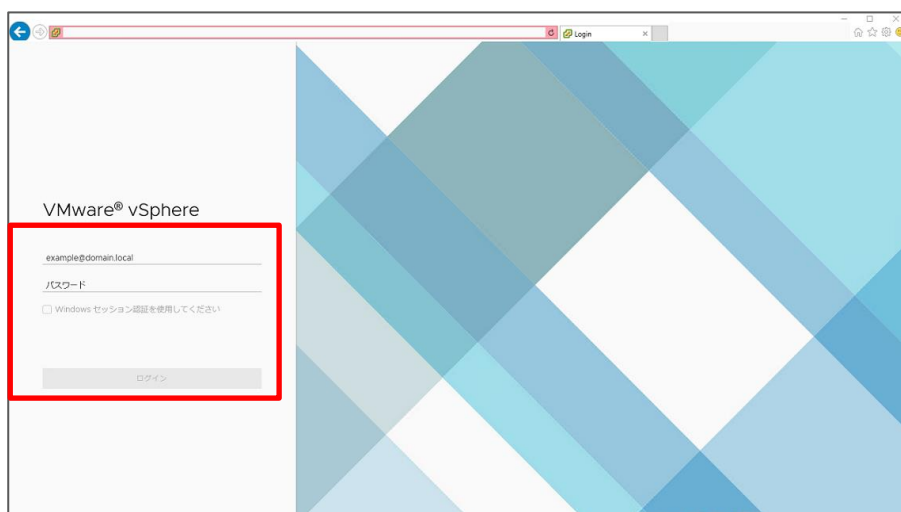 Login
VMware® vSphere
example@domain.local
パスワード
Windows セッション認証を使用してください
ログイン